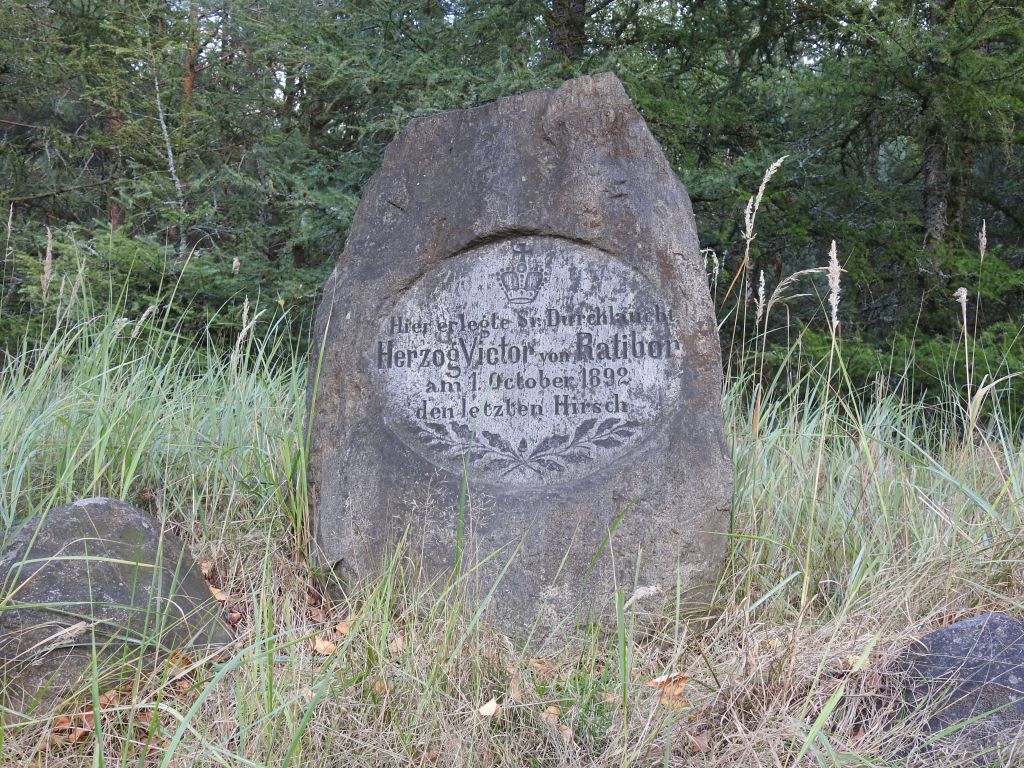 Hier erlegte Sr. Durchlaucht
Herzog Victor von Ratibor
am 1. October 1892
den letzten Hirsch.